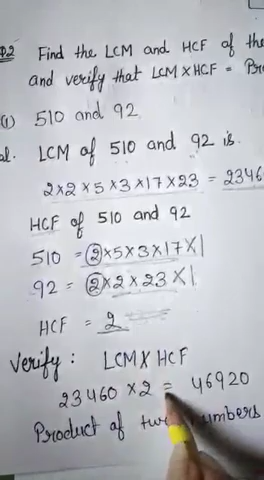 Q2 Find the LCM and HCF of the
and verify that LCM × HCF =
(i) 510 and 92
LCM of 510 and 92 is.
2×2×5×3×17×23 = 2346
HCF of 510 and 92
510 = 2×5×3×17×1
92 = 2×2×23×1
HCF = 2
Verify : LCM × HCF
23460 × 2 = 46920
Product of two numbers